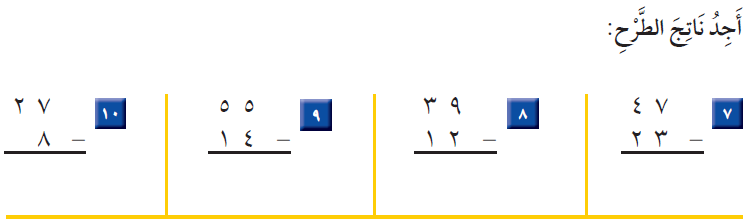 أَجِدُ نَاتِجَ الطَّرْحِ:
٧ ٤٧ ٨ ٣٩ ٩ ٥٥ ١٠ ٢٧
− ٢٣ − ١٢ − ١٤ − ٨